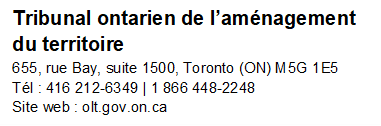 Tribunal ontarien de l’aménagement
du territoire
655, rue Bay, suite 1500, Toronto (ON) M5G 1E5
Tél : 416 212-6349 | 1 866 448-2248
Site web : olt.gov.on.ca